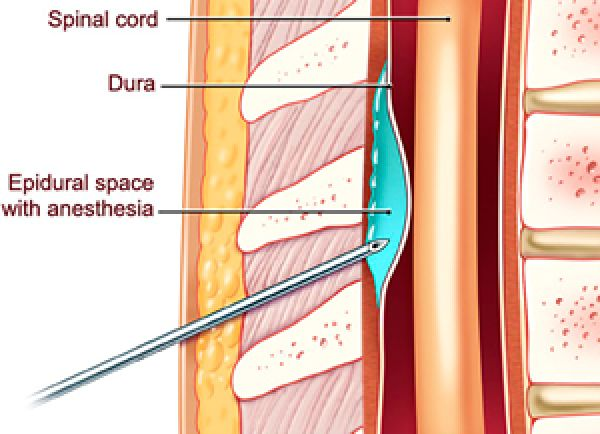 Spinal cord
Dura
Epidural space
with anesthesia